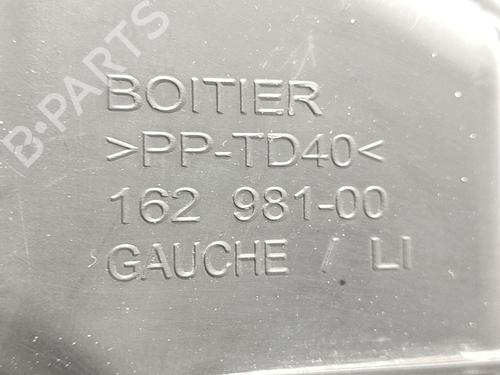 B-PARTS
BOITIER
>PP-TD40<
162 981-00
GAUCHE / LI